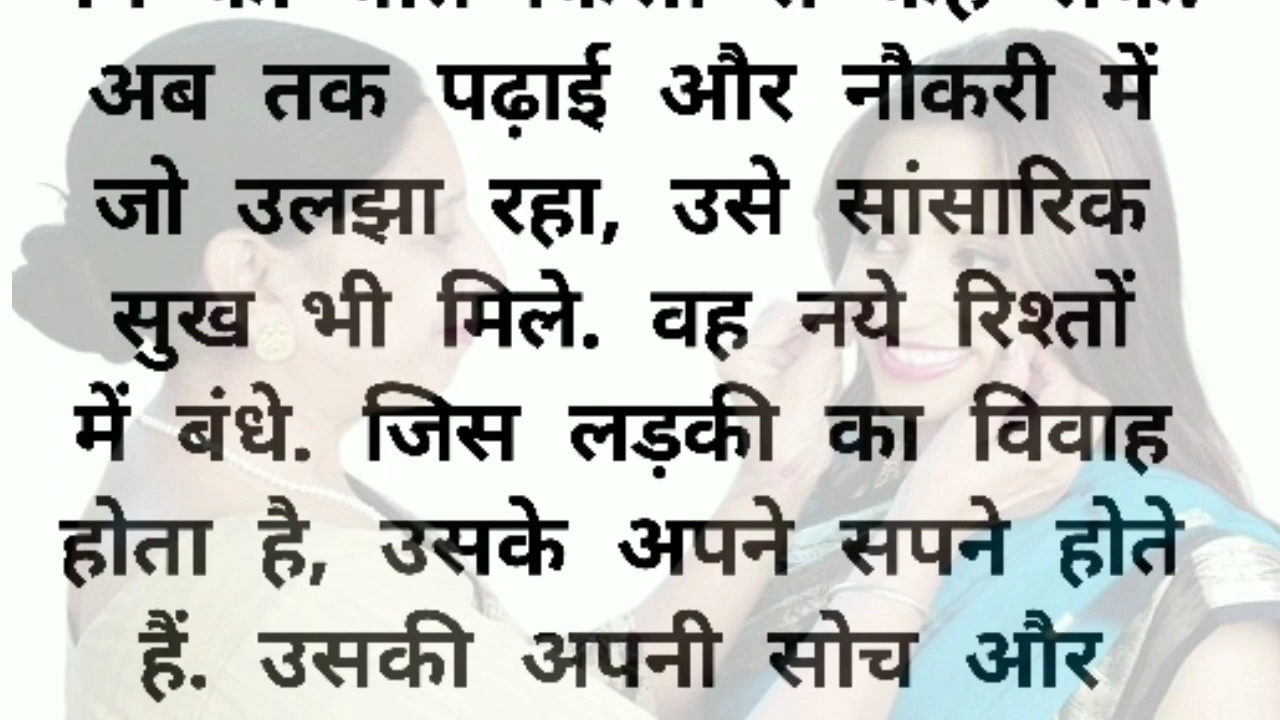 अब तक पढ़ाई और नौकरी में
जो उलझा रहा, उसे सांसारिक
सुख भी मिले. वह नये रिश्तों
में बंधे. जिस लड़की का विवाह
होता है, उसके अपने सपने होते
हैं. उसकी अपनी सोच और